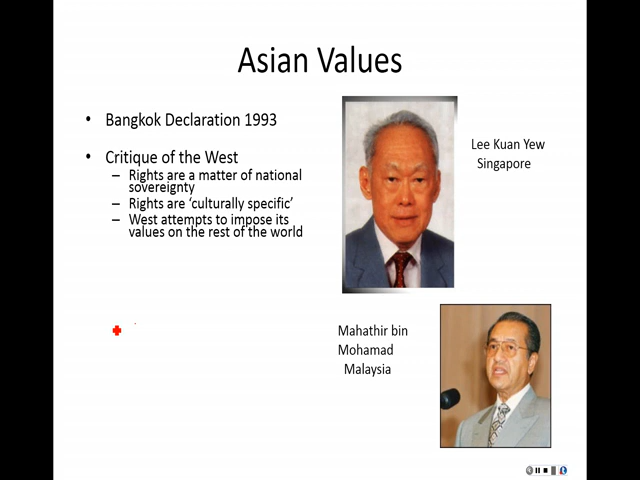 Asian Values
• Bangkok Declaration 1993
• Critique of the West
– Rights are a matter of national
sovereignty
– Rights are ‘culturally specific’
– West attempts to impose its
values on the rest of the world
Lee Kuan Yew
Singapore
Mahathir bin
Mohamad
Malaysia